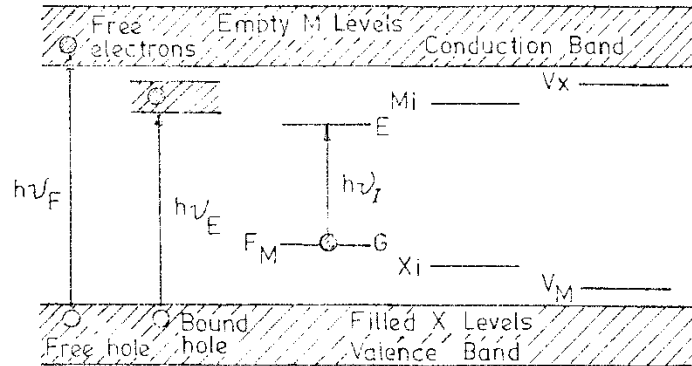 Free electrons
Empty M Levels
Conduction Band
Vx
Mi
E
hν_F
hν_E
hν_I
F_M
G
Xi
V_M
Free hole
Bound hole
Filled X Levels
Valence Band